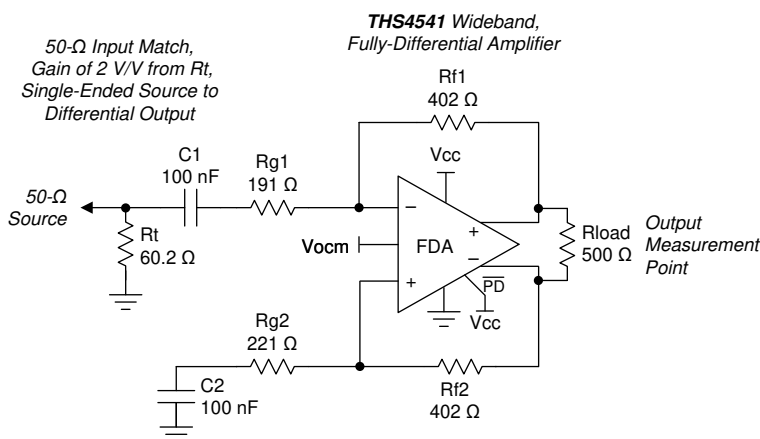 THS4541 Wideband,
Fully-Differential Amplifier
50-Ω Input Match,
Gain of 2 V/V from Rt,
Single-Ended Source to
Differential Output
Rf1
402 Ω
C1
100 nF
Rg1
191 Ω
Vcc
50-Ω
Source
Rt
60.2 Ω
Vocm
–
FDA
+
+
–
PD
Vcc
Rload
500 Ω
Output
Measurement
Point
Rg2
221 Ω
C2
100 nF
Rf2
402 Ω